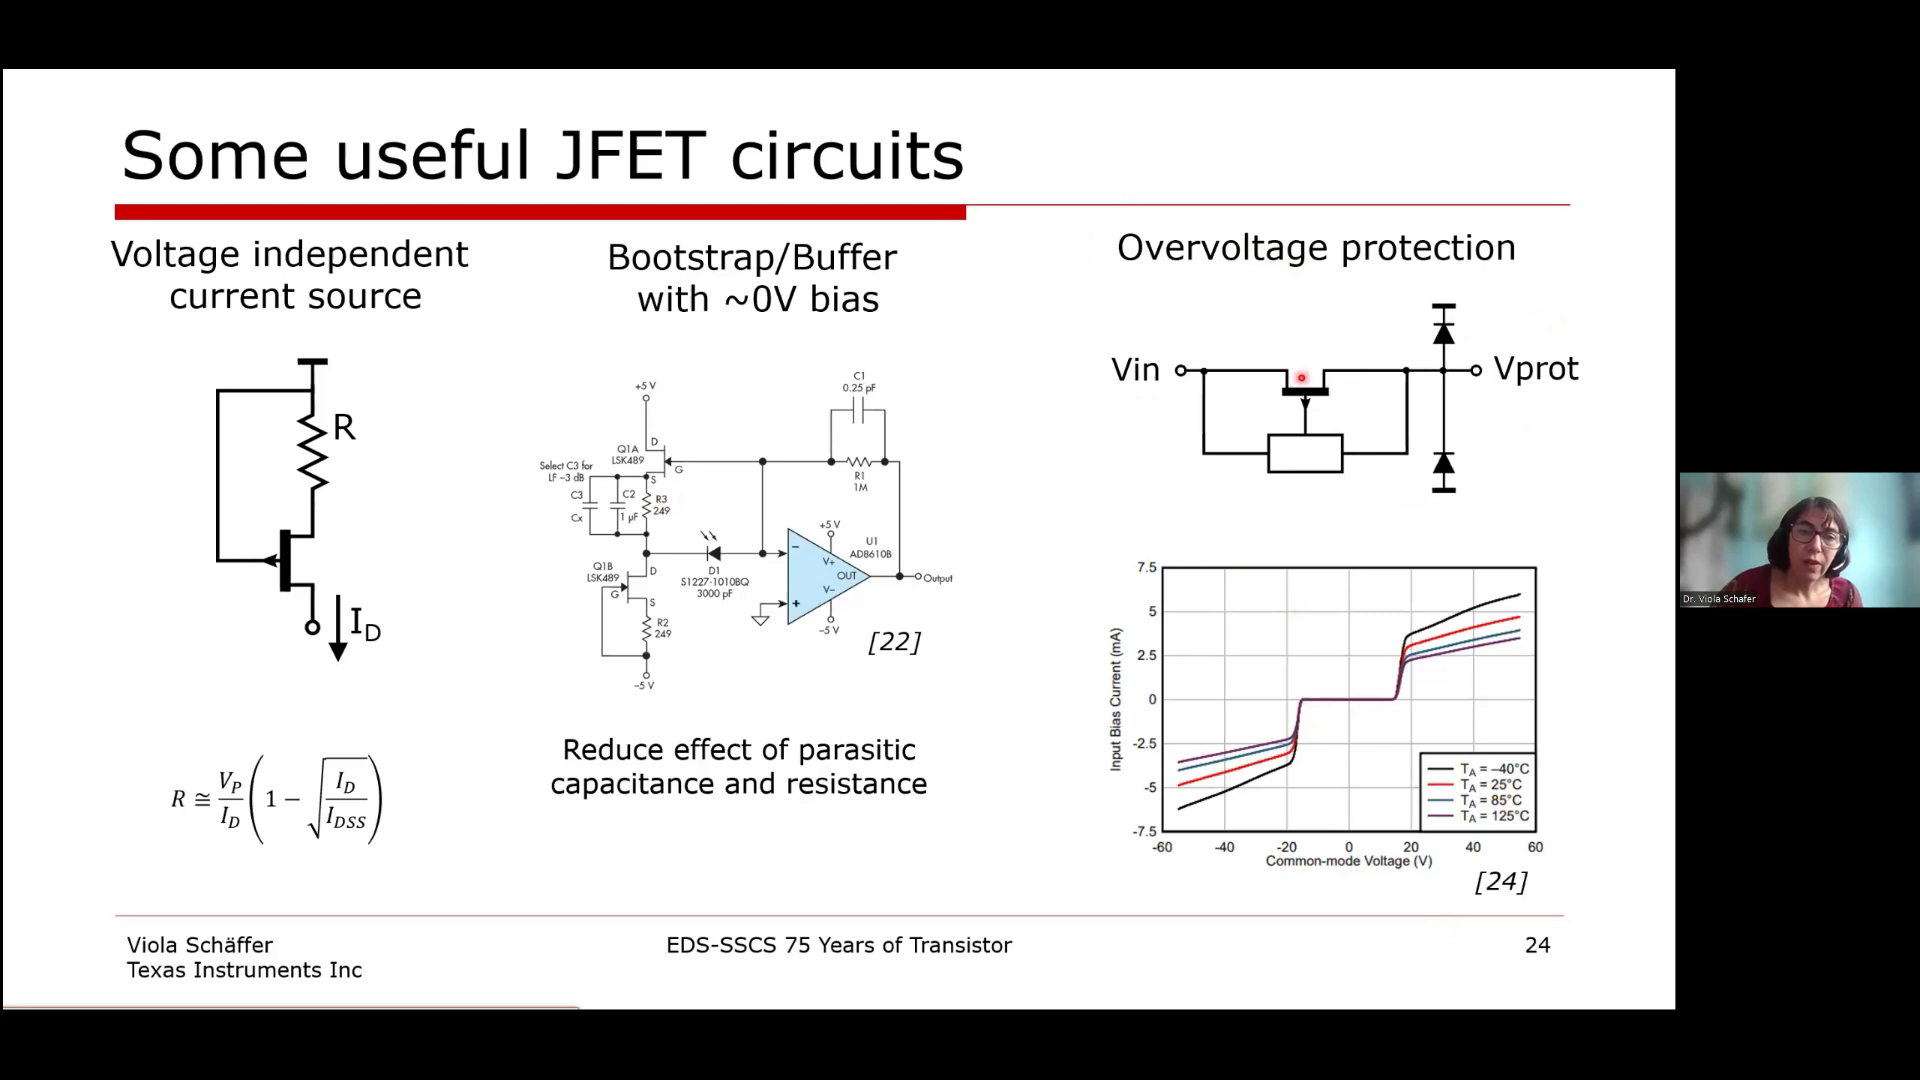 Some useful JFET circuits
Voltage independent
current source
R
I_D
R ≅ V_P/I_D (1 − √(I_D/I_DSS))
Bootstrap/Buffer
with ~0V bias
+5 V
C1
0.25 pF
Q1A
LSK489
D
G
S
Select C3 for
LF –3 dB
C3
Cx
C2
1 µF
R3
249
R1
1M
Q1B
LSK489
D
G
S
R2
249
–5 V
D1
S1227-1010BQ
3000 pF
+5 V
U1
AD8610B
–
V+
OUT
V–
+
–5 V
Output
[22]
Reduce effect of parasitic
capacitance and resistance
Overvoltage protection
Vin
Vprot
7.5
5
2.5
0
-2.5
-5
-7.5
Input Bias Current (mA)
-60 -40 -20 0 20 40 60
Common-mode Voltage (V)
T_A = –40°C
T_A = 25°C
T_A = 85°C
T_A = 125°C
[24]
Viola Schäffer
Texas Instruments Inc
EDS-SSCS 75 Years of Transistor
24
Dr. Viola Schafer